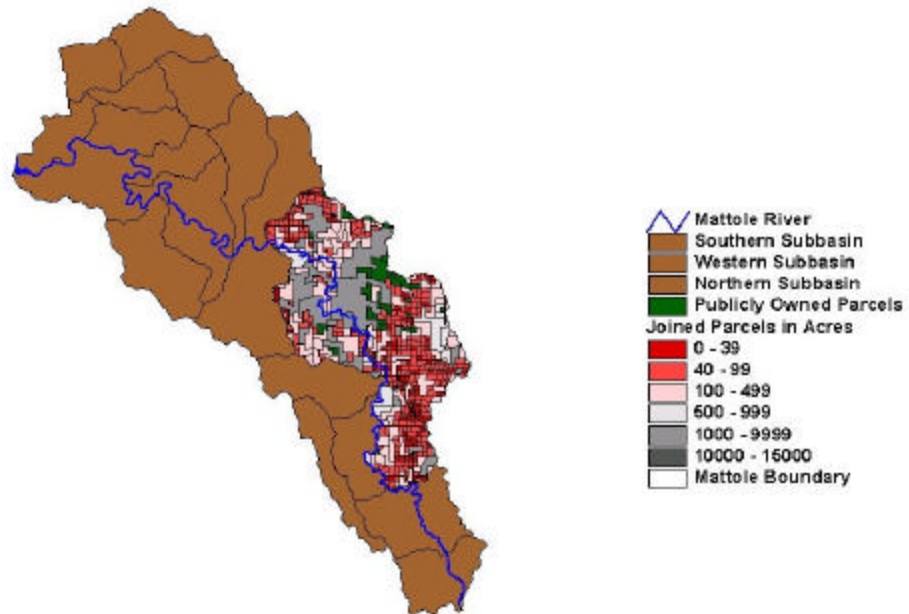 Mattole River
Southern Subbasin
Western Subbasin
Northern Subbasin
Publicly Owned Parcels
Joined Parcels in Acres
0 - 39
40 - 99
100 - 499
500 - 999
1000 - 9999
10000 - 15000
Mattole Boundary